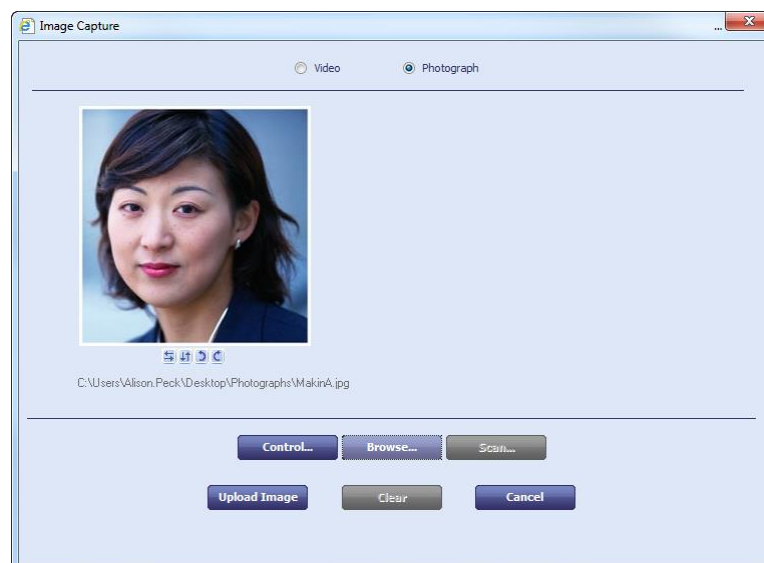 Image Capture
...
Video Photograph
C:\Users\Alison.Peck\Desktop\Photographs\MakinA.jpg
Control... Browse... Scan...
Upload Image Clear Cancel